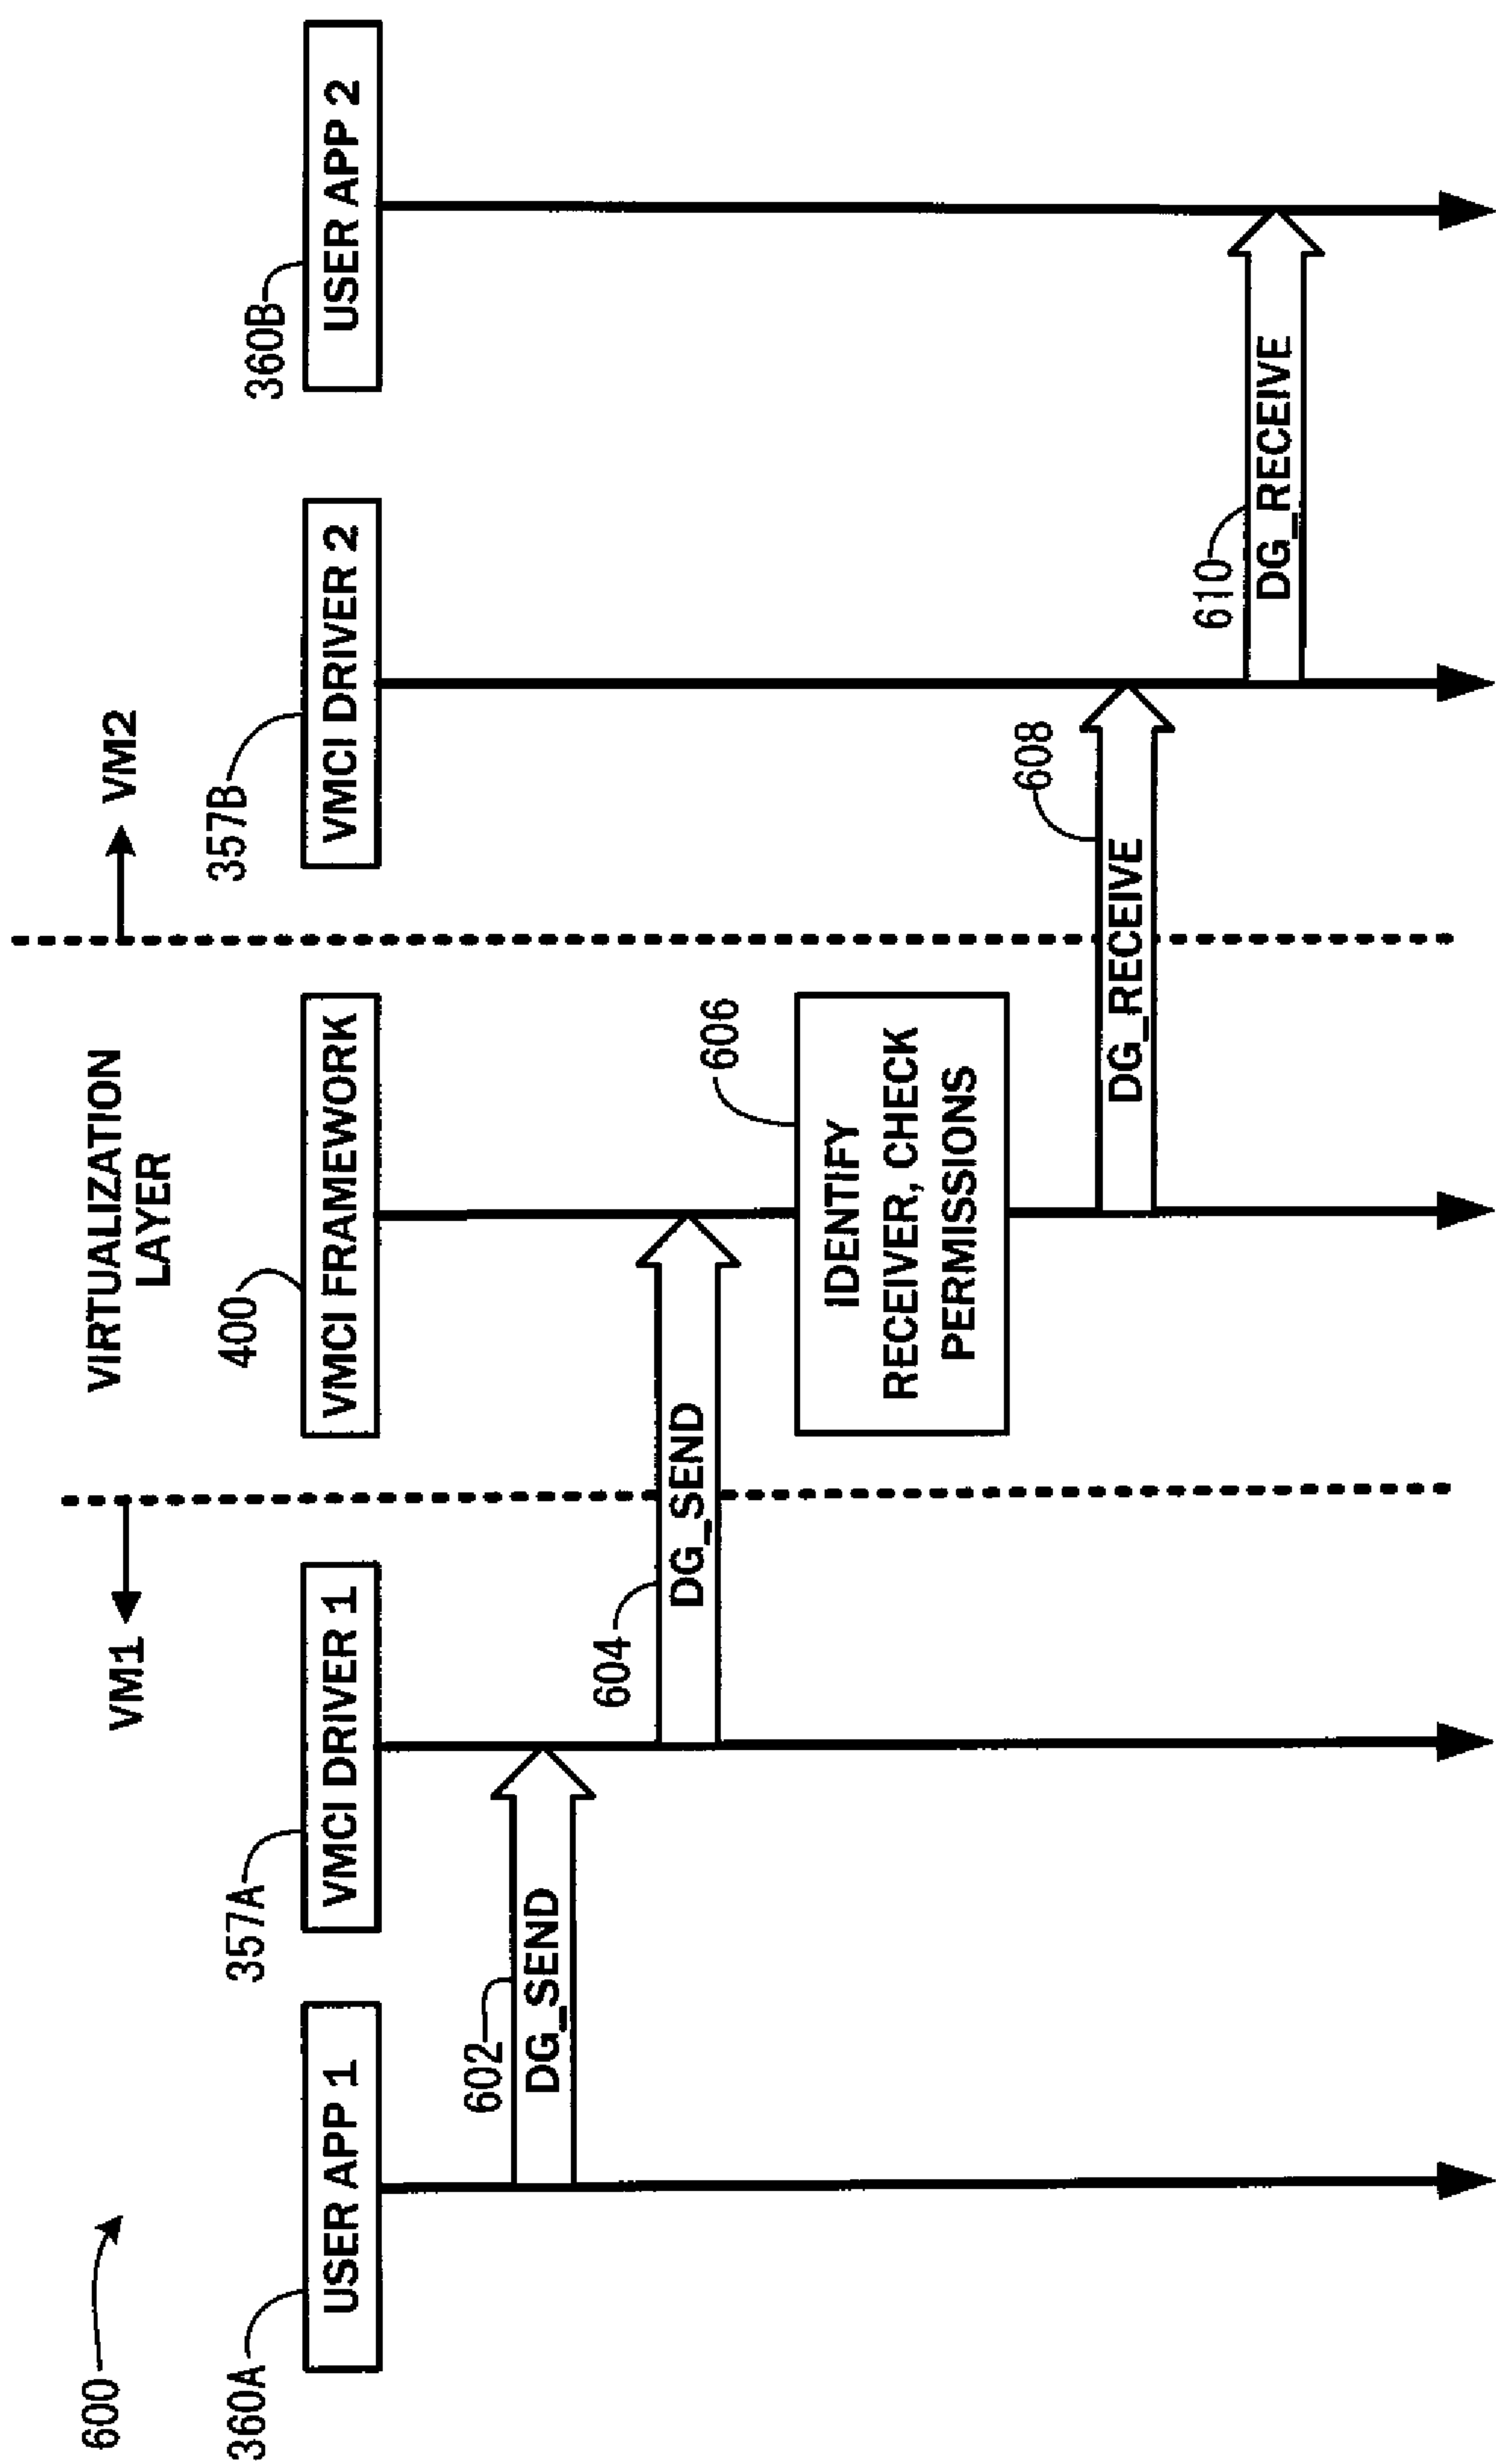 600
VM1
VIRTUALIZATION
LAYER
VM2
360A
357A
400
357B
360B
USER APP 1
VMCI DRIVER 1
VMCI FRAMEWORK
VMCI DRIVER 2
USER APP 2
602
DG_SEND
604
DG_SEND
606
IDENTIFY
RECEIVER, CHECK
PERMISSIONS
608
DG_RECEIVE
610
DG_RECEIVE